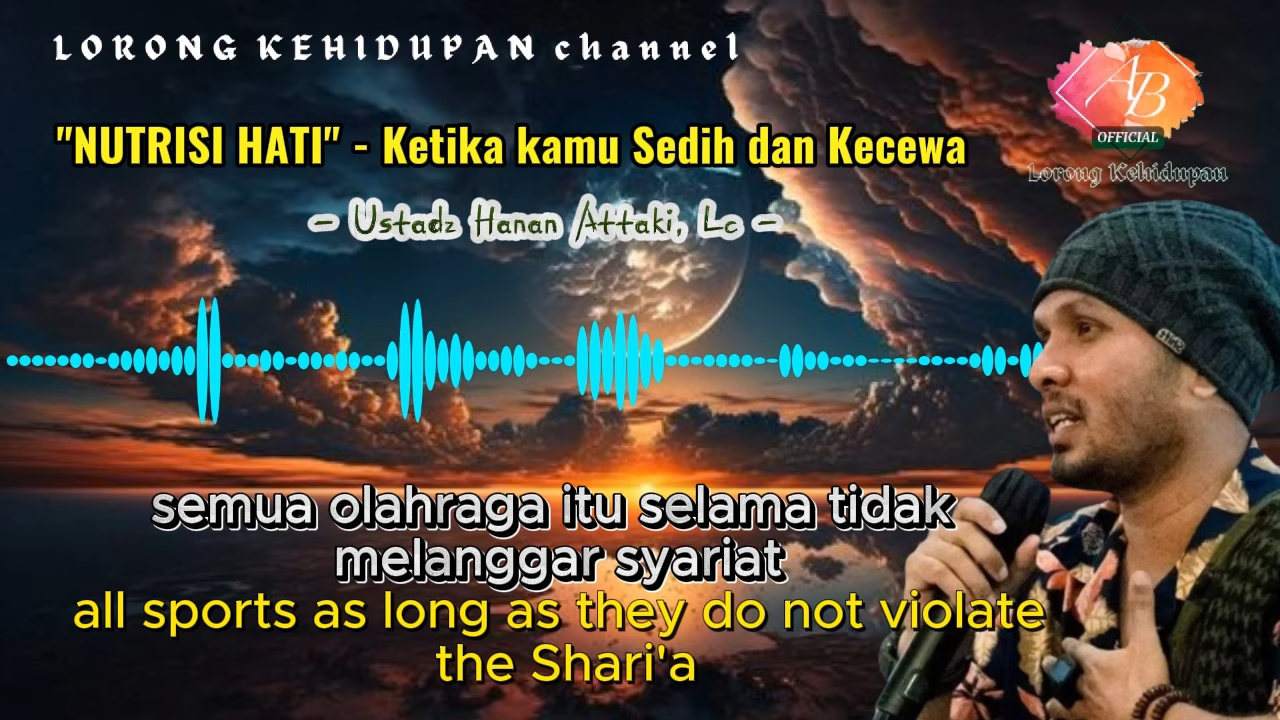 LORONG KEHIDUPAN channel
AB
OFFICIAL
Lorong Kehidupan
"NUTRISI HATI" - Ketika kamu Sedih dan Kecewa
- Ustadz Hanan Attaki, Lc -
semua olahraga itu selama tidak
melanggar syariat
all sports as long as they do not violate
the Shari'a